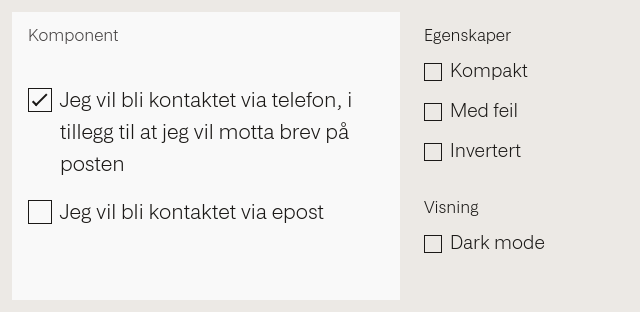 Komponent
Jeg vil bli kontaktet via telefon, i
tillegg til at jeg vil motta brev på
posten
Jeg vil bli kontaktet via epost
Egenskaper
Kompakt
Med feil
Invertert
Visning
Dark mode